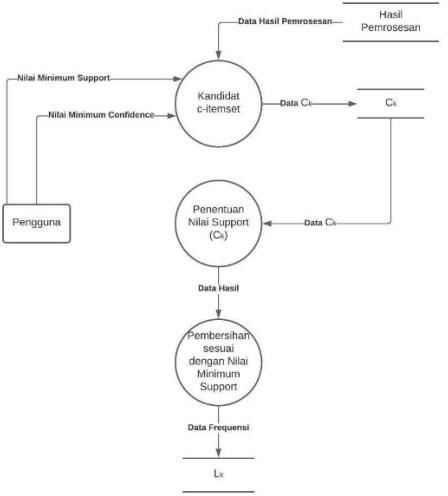 Hasil
Pemrosesan
Data Hasil Pemrosesan
Nilai Minimum Support
Kandidat
c-itemset
Data Ck
Ck
Nilai Minimum Confidence
Pengguna
Penentuan
Nilai Support
(Ck)
Data Ck
Data Hasil
Pembersihan
sesuai
dengan Nilai
Minimum
Support
Data Frekuensi
Lk